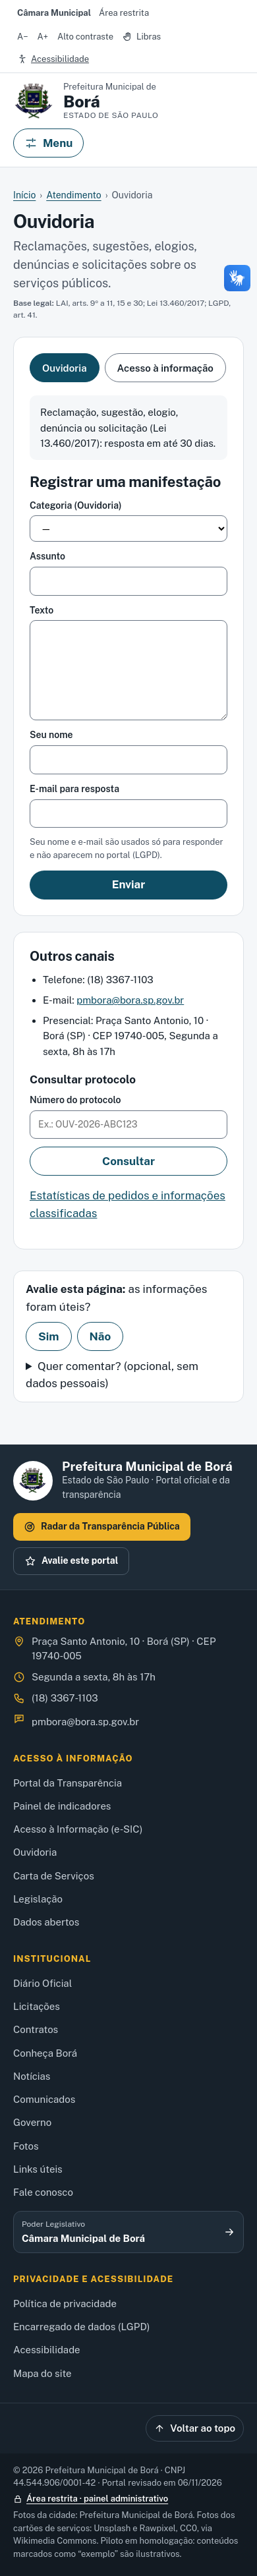 Câmara Municipal Área restrita
A− A+ Alto contraste Libras
Acessibilidade
Prefeitura Municipal de
Borá
ESTADO DE SÃO PAULO
Menu
Início › Atendimento › Ouvidoria
Ouvidoria
Reclamações, sugestões, elogios,
denúncias e solicitações sobre os
serviços públicos.
Base legal: LAI, arts. 9º a 11, 15 e 30; Lei 13.460/2017; LGPD,
art. 41.
Ouvidoria Acesso à informação
Reclamação, sugestão, elogio,
denúncia ou solicitação (Lei
13.460/2017): resposta em até 30 dias.
Registrar uma manifestação
Categoria (Ouvidoria)
—
Assunto
Texto
Seu nome
E-mail para resposta
Seu nome e e-mail são usados só para responder
e não aparecem no portal (LGPD).
Enviar
Outros canais
• Telefone: (18) 3367-1103
• E-mail: pmbora@bora.sp.gov.br
• Presencial: Praça Santo Antonio, 10 ·
Borá (SP) · CEP 19740-005, Segunda a
sexta, 8h às 17h
Consultar protocolo
Número do protocolo
Ex.: OUV-2026-ABC123
Consultar
Estatísticas de pedidos e informações
classificadas
Avalie esta página: as informações
foram úteis?
Sim Não
Quer comentar? (opcional, sem
dados pessoais)
Prefeitura Municipal de Borá
Estado de São Paulo · Portal oficial e da
transparência
Radar da Transparência Pública
Avalie este portal
ATENDIMENTO
Praça Santo Antonio, 10 · Borá (SP) · CEP
19740-005
Segunda a sexta, 8h às 17h
(18) 3367-1103
pmbora@bora.sp.gov.br
ACESSO À INFORMAÇÃO
Portal da Transparência
Painel de indicadores
Acesso à Informação (e-SIC)
Ouvidoria
Carta de Serviços
Legislação
Dados abertos
INSTITUCIONAL
Diário Oficial
Licitações
Contratos
Conheça Borá
Notícias
Comunicados
Governo
Fotos
Links úteis
Fale conosco
Poder Legislativo
Câmara Municipal de Borá
PRIVACIDADE E ACESSIBILIDADE
Política de privacidade
Encarregado de dados (LGPD)
Acessibilidade
Mapa do site
Voltar ao topo
© 2026 Prefeitura Municipal de Borá · CNPJ
44.544.906/0001-42 · Portal revisado em 06/11/2026
Área restrita · painel administrativo
Fotos da cidade: Prefeitura Municipal de Borá. Fotos dos
cartões de serviços: Unsplash e Rawpixel, CC0, via
Wikimedia Commons. Piloto em homologação: conteúdos
marcados como “exemplo” são ilustrativos.